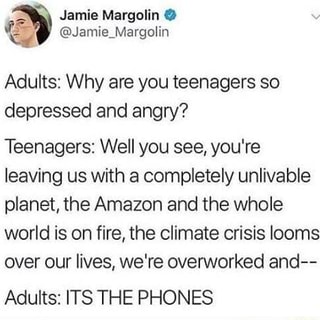 Jamie Margolin
@Jamie_Margolin
Adults: Why are you teenagers so
depressed and angry?
Teenagers: Well you see, you're
leaving us with a completely unlivable
planet, the Amazon and the whole
world is on fire, the climate crisis looms
over our lives, we're overworked and--
Adults: ITS THE PHONES